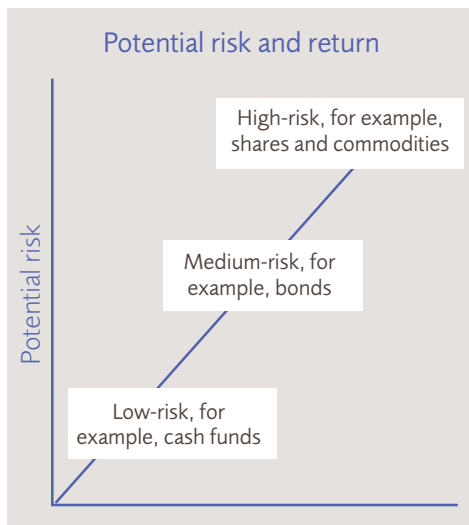 Potential risk and return
High-risk, for example,
shares and commodities
Medium-risk, for
example, bonds
Low-risk, for
example, cash funds
Potential risk